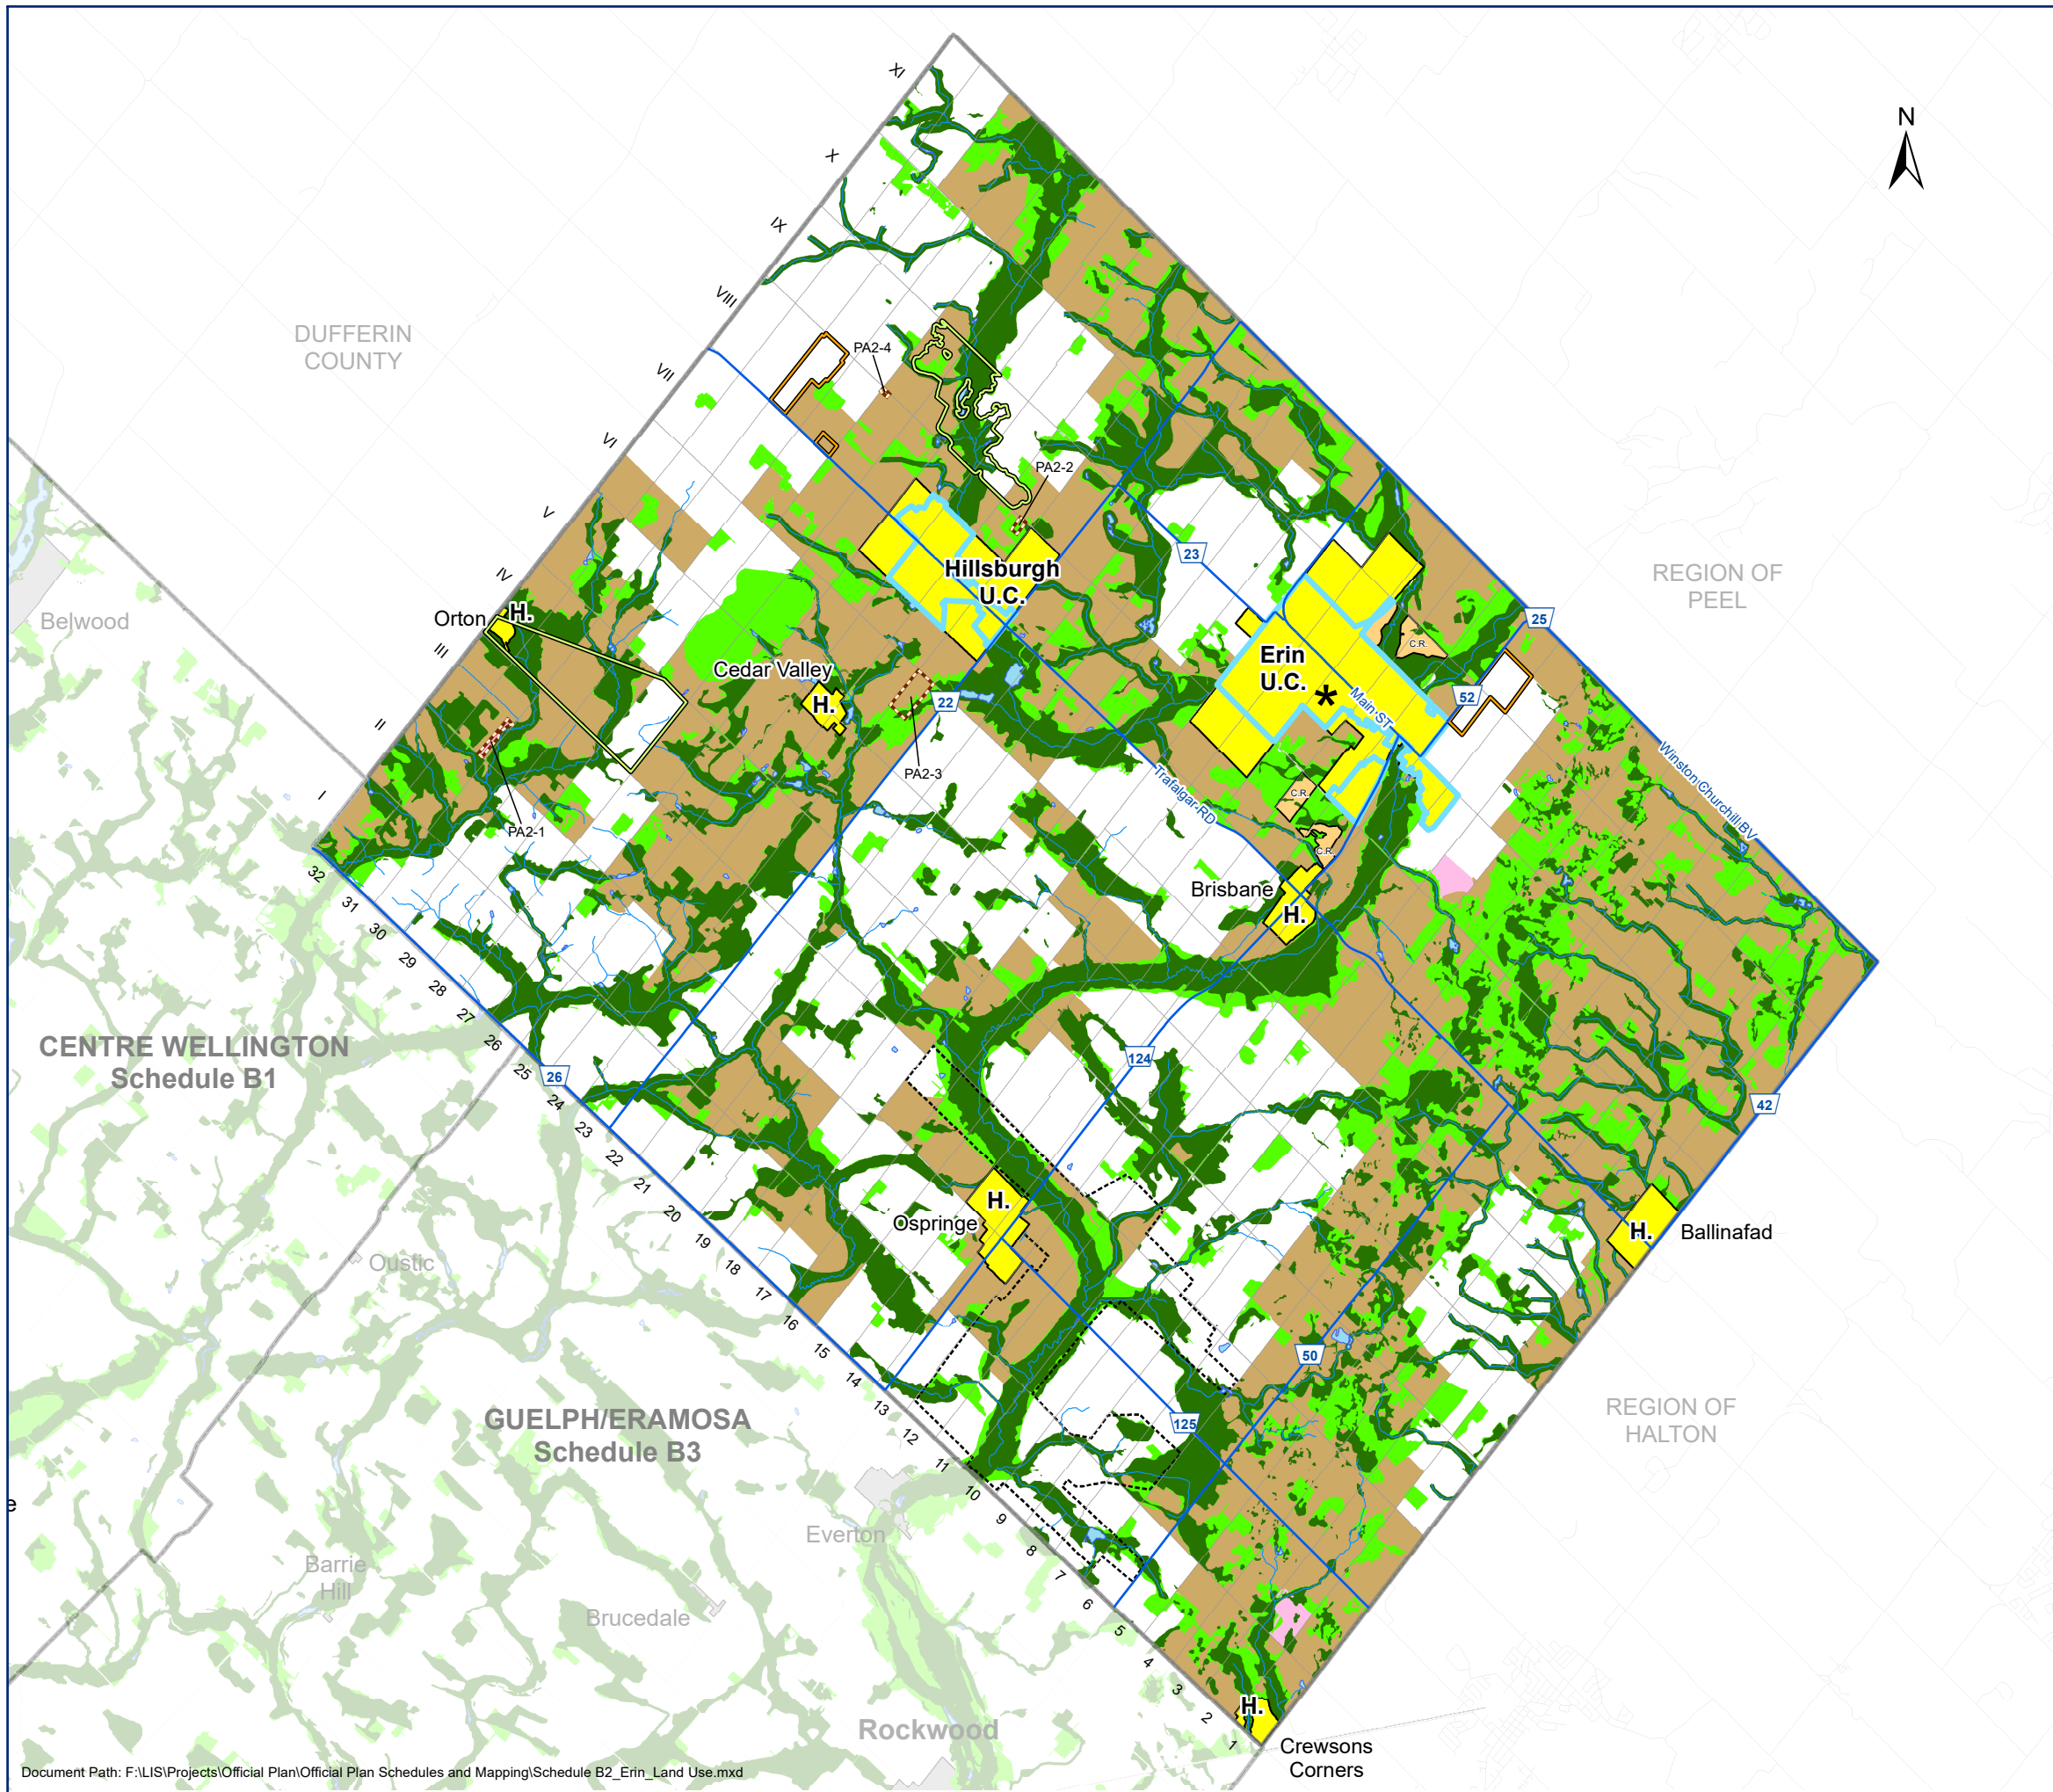 N
XI
X
IX
VIII
VII
VI
V
IV
III
II
I
DUFFERIN
COUNTY
PA2-4
PA2-2
23
Hillsburgh
U.C.
REGION OF
PEEL
Belwood
Orton
H.
25
C.R.
Erin
U.C.
*
Cedar Valley
H.
52
Main ST
22
PA2-3
Winston Churchill BV
Trafalgar RD
C.R.
PA2-1
C.R.
32
31
30
29
28
27
26
25
24
23
22
21
20
19
18
17
16
15
14
13
12
11
10
9
8
7
6
5
4
3
2
1
Brisbane
H.
CENTRE WELLINGTON
Schedule B1
26
124
42
H.
Ospringe
H.
Ballinafad
Oustic
50
GUELPH/ERAMOSA
Schedule B3
125
REGION OF
HALTON
e
Everton
Barrie
Hill
Brucedale
H.
Rockwood
Crewsons
Corners
Document Path: F:\LIS\Projects\Official Plan\Official Plan Schedules and Mapping\Schedule B2_Erin_Land Use.mxd